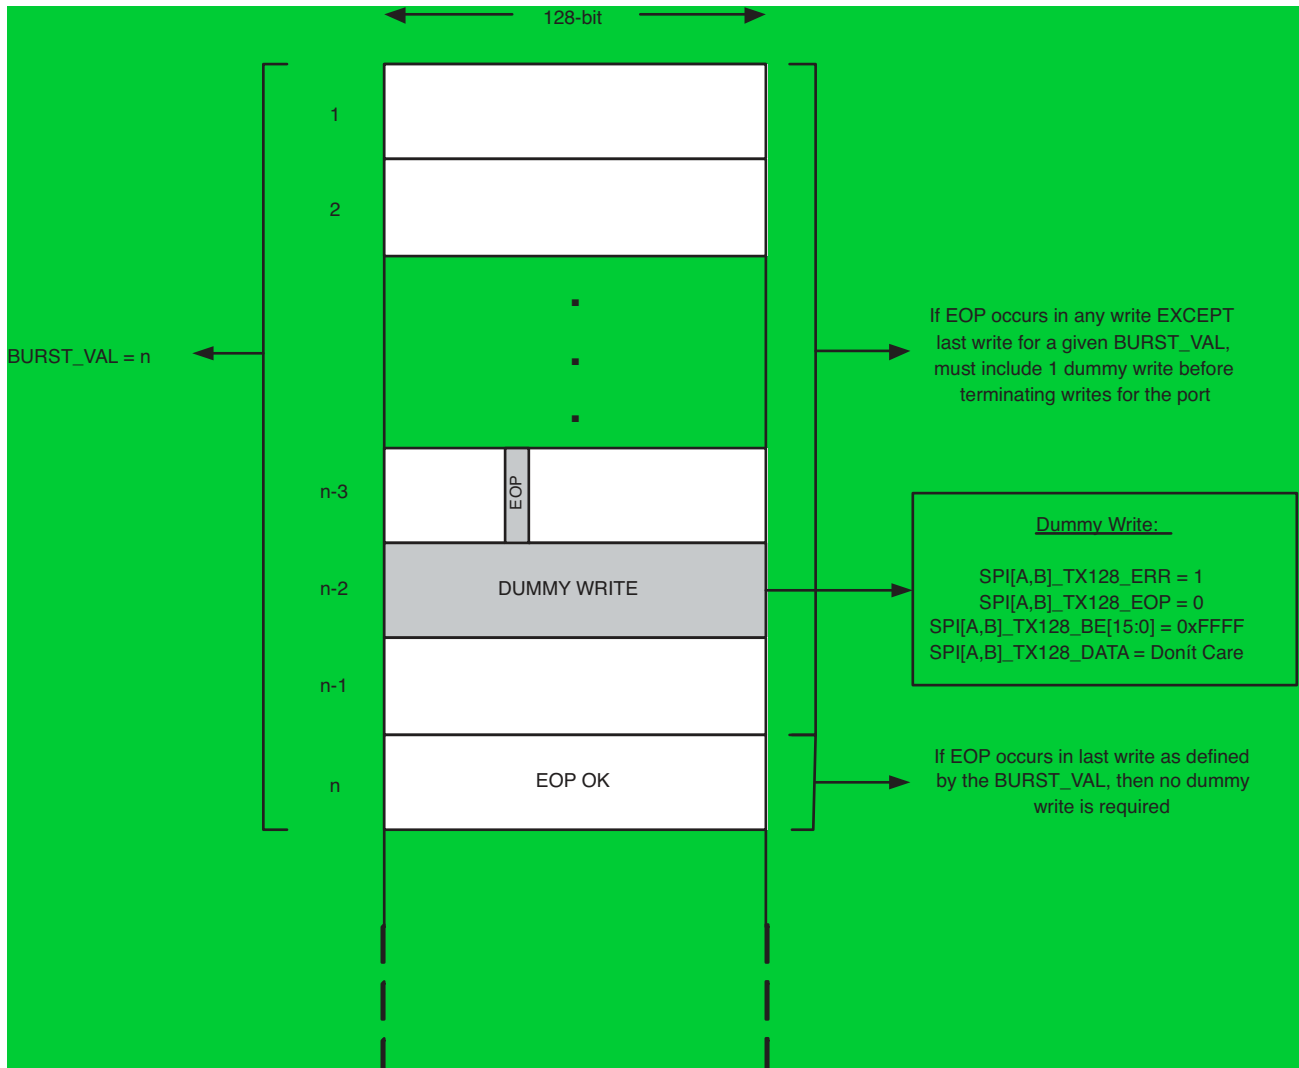 128-bit
1
2
BURST_VAL = n
If EOP occurs in any write EXCEPT
last write for a given BURST_VAL,
must include 1 dummy write before
terminating writes for the port
n-3
EOP
Dummy Write:
n-2
DUMMY WRITE
SPI[A,B]_TX128_ERR = 1
SPI[A,B]_TX128_EOP = 0
SPI[A,B]_TX128_BE[15:0] = 0xFFFF
SPI[A,B]_TX128_DATA = Donít Care
n-1
n
EOP OK
If EOP occurs in last write as defined
by the BURST_VAL, then no dummy
write is required